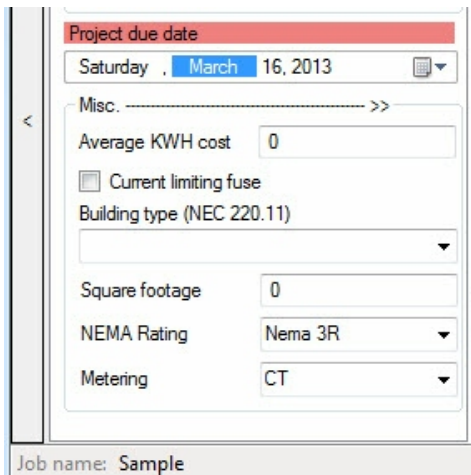 Project due date
Saturday , March 16, 2013
Misc. ---------------------------------------------------- >>
<
Average KWH cost 0
Current limiting fuse
Building type (NEC 220.11)
Square footage 0
NEMA Rating Nema 3R
Metering CT
Job name: Sample